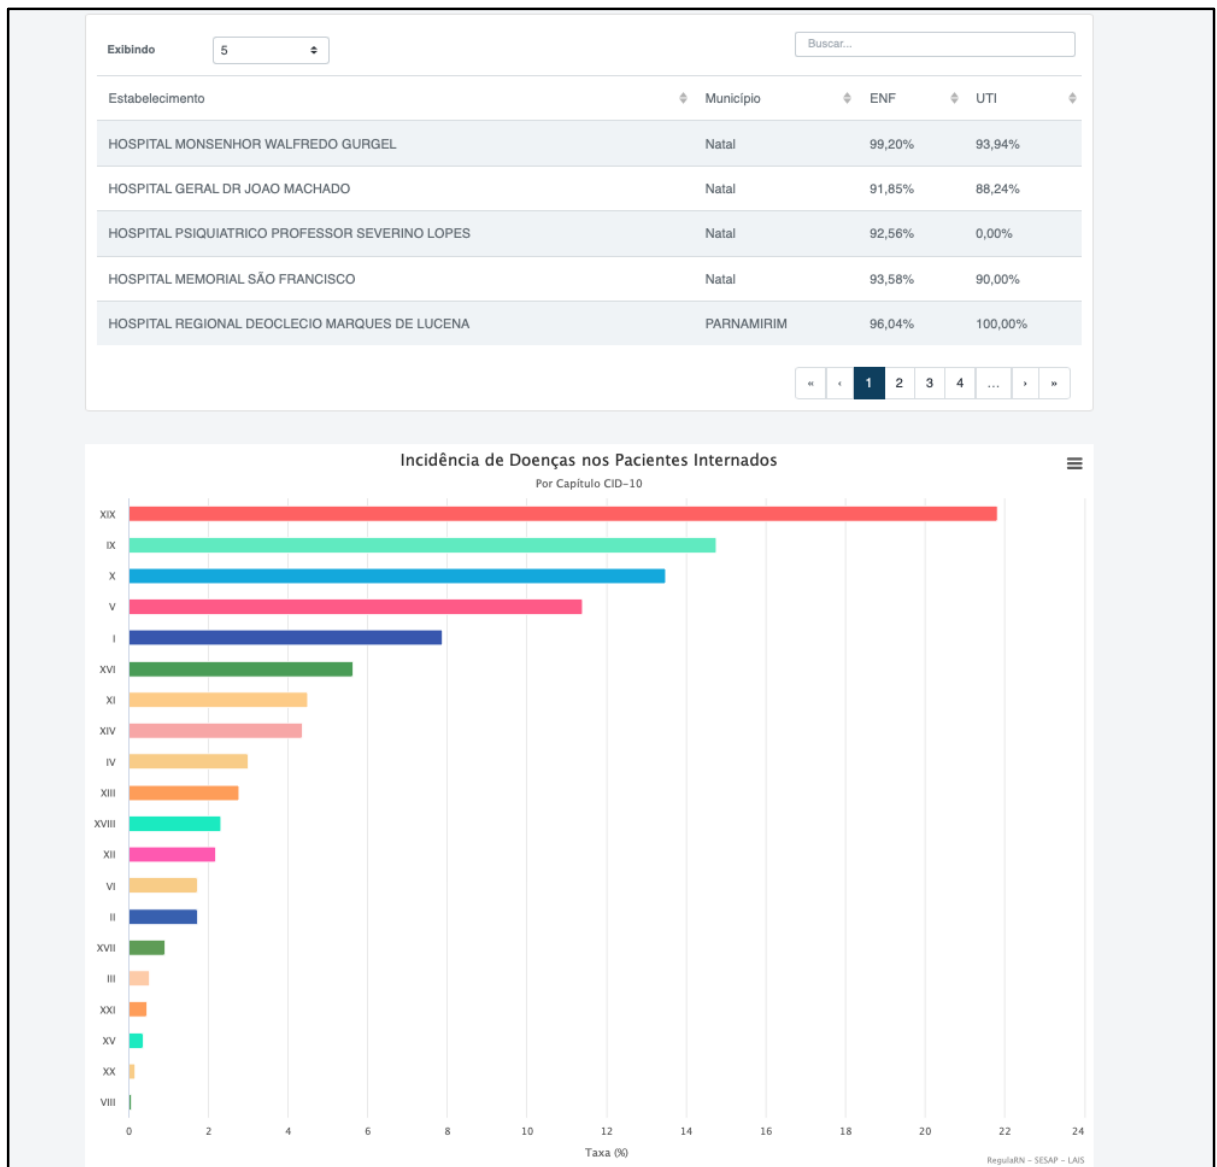 Exibindo 5 Buscar...
Estabelecimento Município ENF UTI
HOSPITAL MONSENHOR WALFREDO GURGEL Natal 99,20% 93,94%
HOSPITAL GERAL DR JOAO MACHADO Natal 91,85% 88,24%
HOSPITAL PSIQUIATRICO PROFESSOR SEVERINO LOPES Natal 92,56% 0,00%
HOSPITAL MEMORIAL SÃO FRANCISCO Natal 93,58% 90,00%
HOSPITAL REGIONAL DEOCLECIO MARQUES DE LUCENA PARNAMIRIM 96,04% 100,00%
« ‹ 1 2 3 4 ... › »
Incidência de Doenças nos Pacientes Internados
Por Capítulo CID-10
XIX
IX
X
V
I
XVI
XI
XIV
IV
XIII
XVIII
XII
VI
II
XVII
III
XXI
XV
XX
VIII
0 2 4 6 8 10 12 14 16 18 20 22 24
Taxa (%)
RegulaRN - SESAP - LAIS